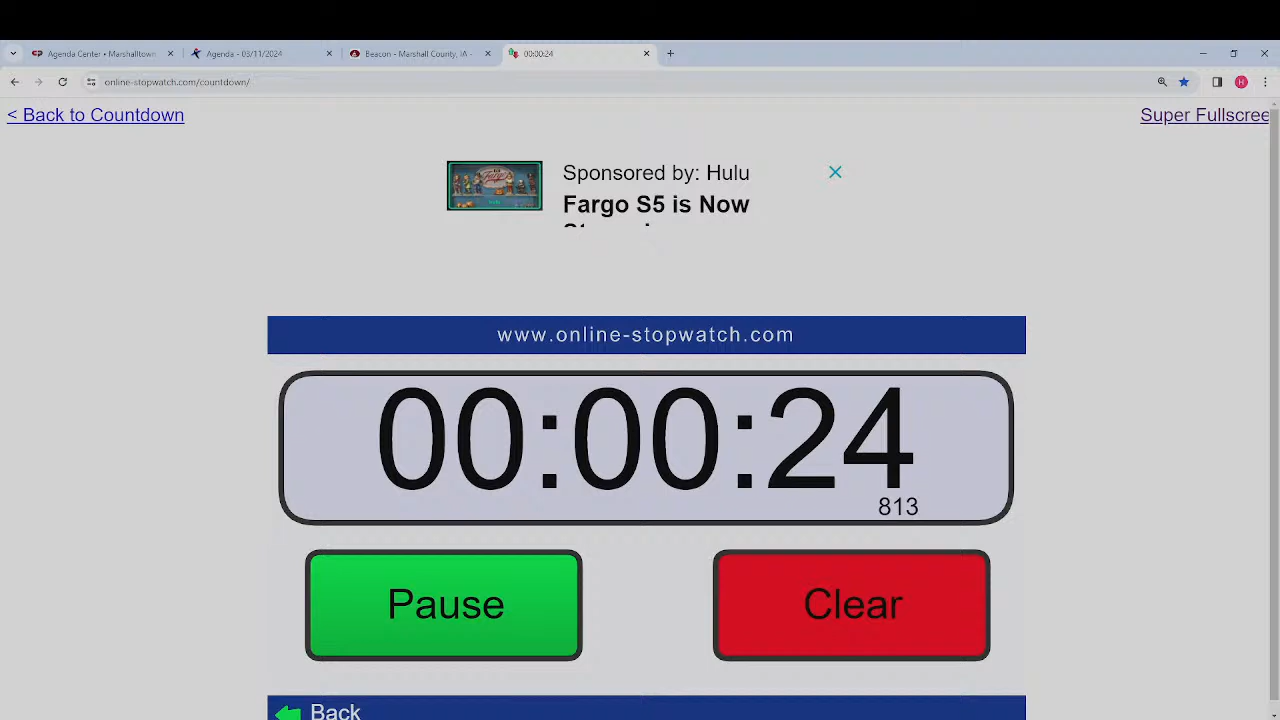 Agenda Center • Marshalltown
Agenda - 03/11/2024
Beacon - Marshall County, IA -
00:00:24
online-stopwatch.com/countdown/
H
< Back to Countdown
Super Fullscree
Sponsored by: Hulu
Fargo S5 is Now
www.online-stopwatch.com
00:00:24
813
Pause
Clear
Back